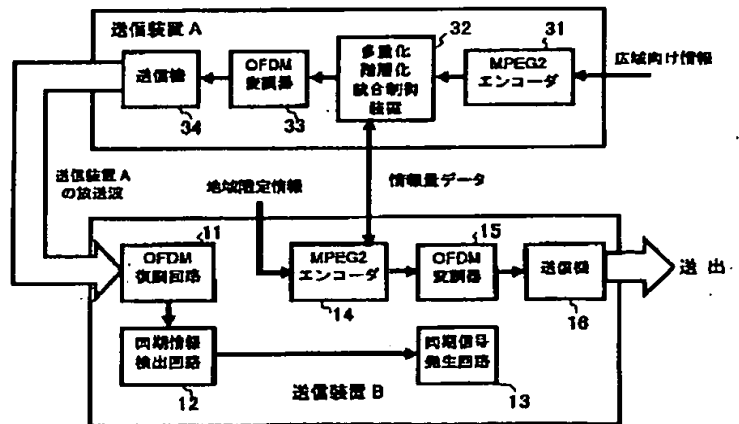 送信装置A
32
31
送信機
OFDM
変調器
多重化
階層化
統合制御
装置
MPEG2
エンコーダ
広域向け情報
34
33
送信装置A
の放送波
地域限定情報
情報量データ
11
15
OFDM
復調回路
MPEG2
エンコーダ
OFDM
変調器
送信機
送出
14
16
同期情報
検出回路
同期信号
発生回路
12
送信装置B
13